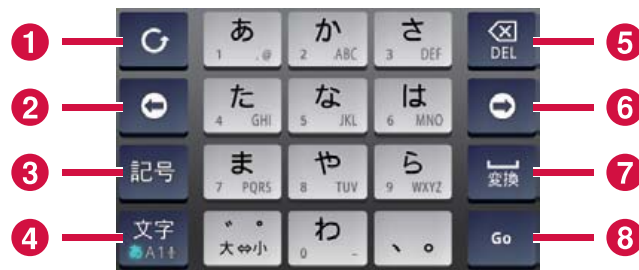 1 あ か さ 5
1 .@ 2 ABC 3 DEF DEL
2 た な は 6
4 GHI 5 JKL 6 MNO
3 記号 ま や ら 7
7 PQRS 8 TUV 9 WXYZ 変換
4 文字 ゛゜ わ 、。 Go 8
あA1 大⇔小 0 -